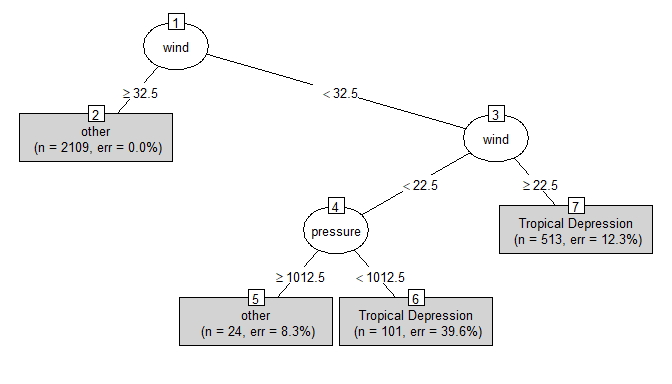 1
wind
≥ 32.5
< 32.5
2
other
(n = 2109, err = 0.0%)
3
wind
< 22.5
≥ 22.5
4
pressure
7
Tropical Depression
(n = 513, err = 12.3%)
≥ 1012.5
< 1012.5
5
other
(n = 24, err = 8.3%)
6
Tropical Depression
(n = 101, err = 39.6%)